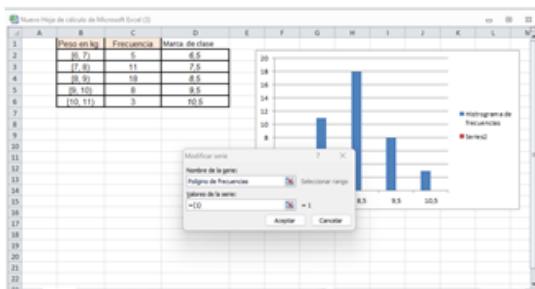 Nuevo Hoja de cálculo de Microsoft Excel (3)
A B C D E F G H I J K L
1 Peso en kg Frecuencia Marca de clase
2 [6, 7) 5 6,5
3 [7, 8) 11 7,5
4 [8, 9) 18 8,5
5 [9, 10) 8 9,5
6 [10, 11) 3 10,5
7
8
9
10
11
12
13
14
15
16
17
18
19
20
21
22
20
18
16
14
12
10
8
8,5 9,5 10,5
Histograma de
frecuencias
Series2
Modificar serie ? ×
Nombre de la serie:
Polígino de frecuencias Seleccionar rango
Valores de la serie:
={1} = 1
Aceptar Cancelar